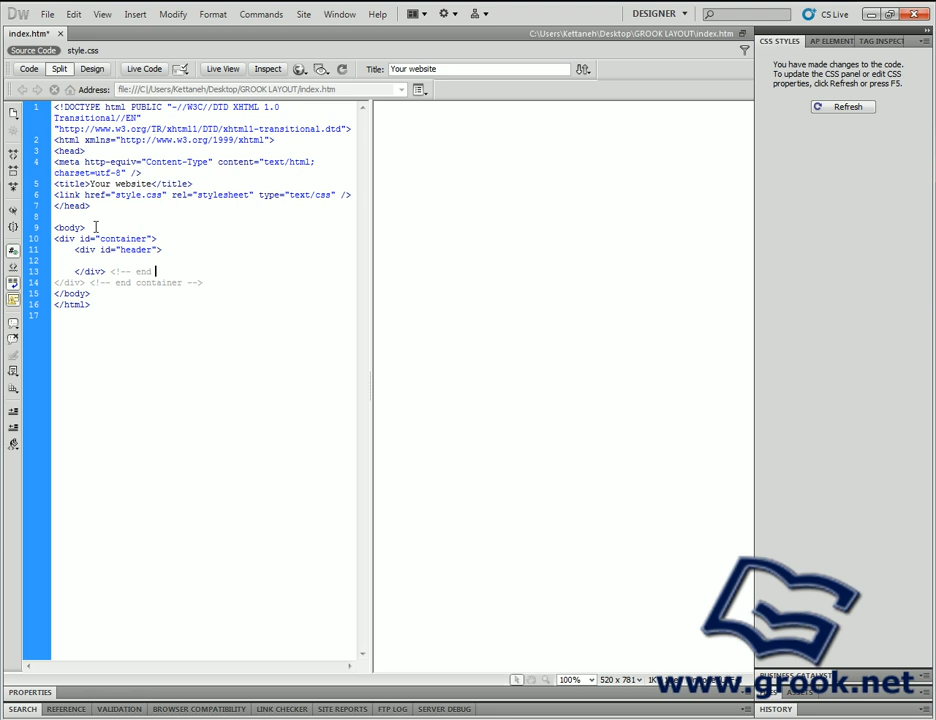 Dw File Edit View Insert Modify Format Commands Site Window Help DESIGNER CS Live
index.htm* C:\Users\Kettaneh\Desktop\GROOK LAYOUT\index.htm
Source Code style.css
Code Split Design Live Code Live View Inspect Title: Your website
Address: file:///C|/Users/Kettaneh/Desktop/GROOK LAYOUT/index.htm
CSS STYLES AP ELEMENT TAG INSPECT
You have made changes to the code.
To update the CSS panel or edit CSS
properties, click Refresh or press F5.
Refresh
1 <!DOCTYPE html PUBLIC "-//W3C//DTD XHTML 1.0
Transitional//EN"
"http://www.w3.org/TR/xhtml1/DTD/xhtml1-transitional.dtd">
2 <html xmlns="http://www.w3.org/1999/xhtml">
3 <head>
4 <meta http-equiv="Content-Type" content="text/html;
charset=utf-8" />
5 <title>Your website</title>
6 <link href="style.css" rel="stylesheet" type="text/css" />
7 </head>
8
9 <body>
10 <div id="container">
11 <div id="header">
12
13 </div> <!-- end
14 </div> <!-- end container -->
15 </body>
16 </html>
17
100% 520 x 781
www.grook.net
BUSINESS CATALYST
ASSETS
PROPERTIES
SEARCH REFERENCE VALIDATION BROWSER COMPATIBILITY LINK CHECKER SITE REPORTS FTP LOG SERVER DEBUG
HISTORY